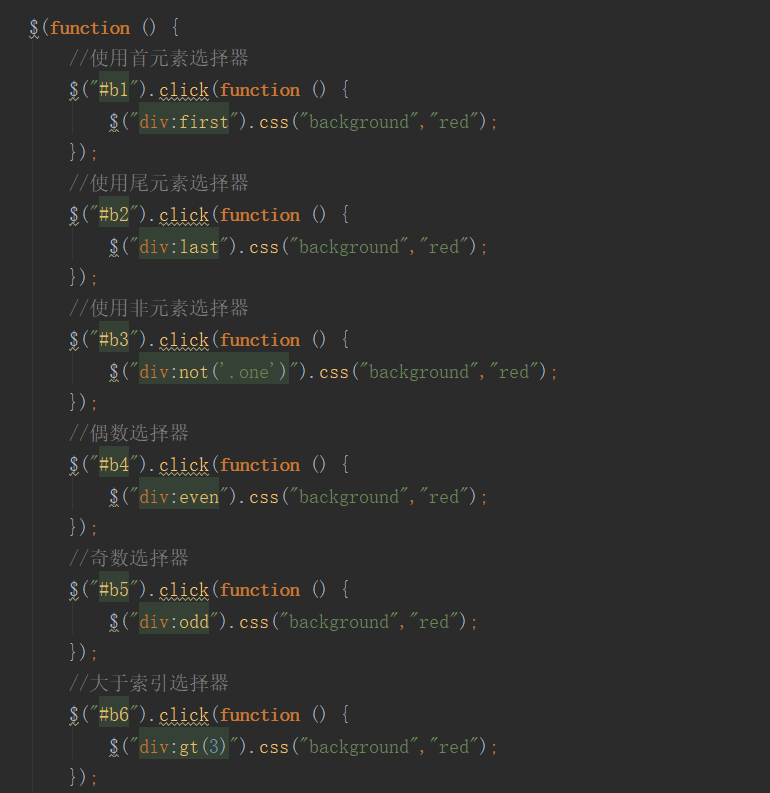 $(function () {
    //使用首元素选择器
    $("#b1").click(function () {
        $("div:first").css("background","red");
    });
    //使用尾元素选择器
    $("#b2").click(function () {
        $("div:last").css("background","red");
    });
    //使用非元素选择器
    $("#b3").click(function () {
        $("div:not('.one')").css("background","red");
    });
    //偶数选择器
    $("#b4").click(function () {
        $("div:even").css("background","red");
    });
    //奇数选择器
    $("#b5").click(function () {
        $("div:odd").css("background","red");
    });
    //大于索引选择器
    $("#b6").click(function () {
        $("div:gt(3)").css("background","red");
    });